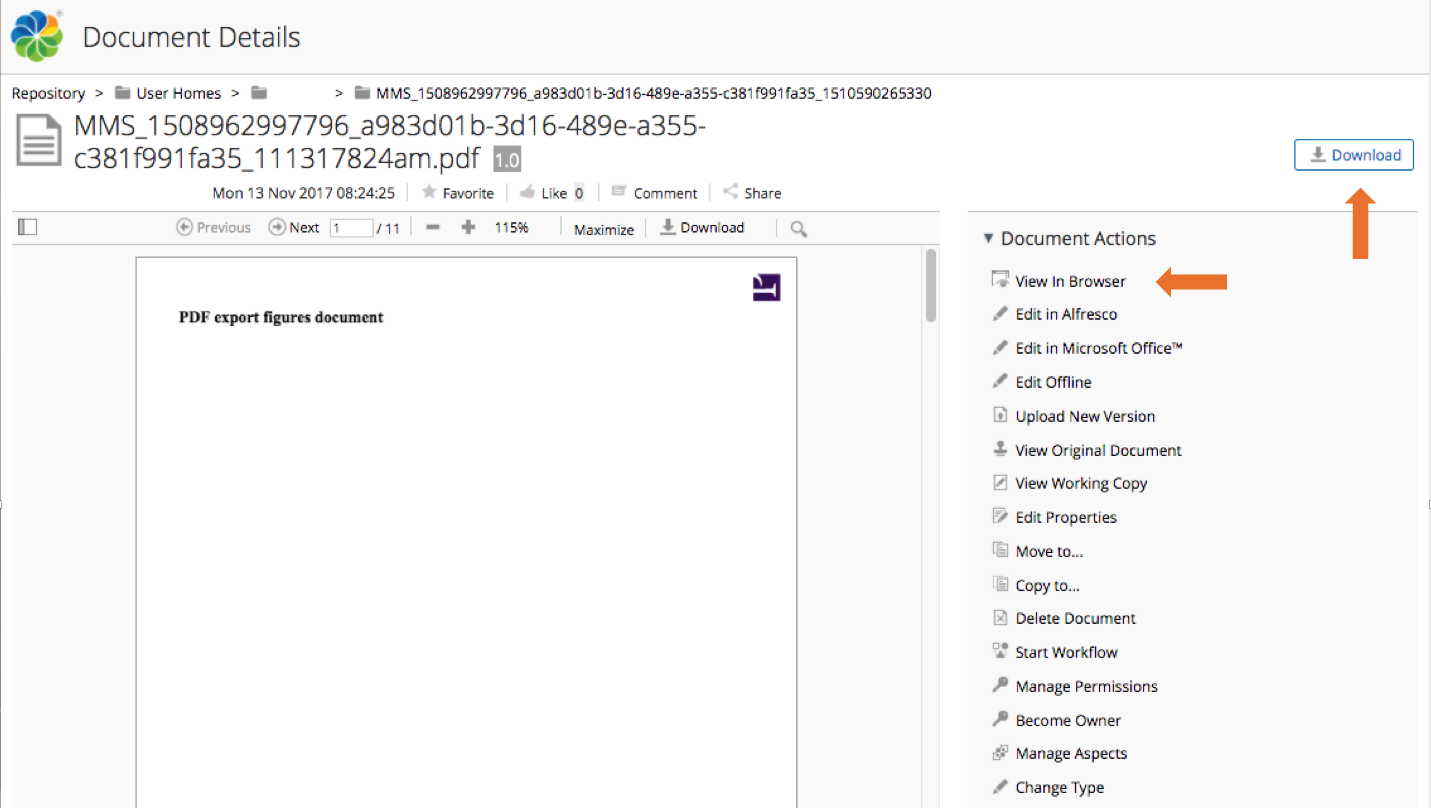 Document Details
Repository > User Homes > > MMS_1508962997796_a983d01b-3d16-489e-a355-c381f991fa35_1510590265330
MMS_1508962997796_a983d01b-3d16-489e-a355-
c381f991fa35_111317824am.pdf 1.0
Download
Mon 13 Nov 2017 08:24:25 Favorite Like 0 Comment Share
Previous Next 1 / 11 115% Maximize Download
PDF export figures document
Document Actions
View In Browser
Edit in Alfresco
Edit in Microsoft Office™
Edit Offline
Upload New Version
View Original Document
View Working Copy
Edit Properties
Move to...
Copy to...
Delete Document
Start Workflow
Manage Permissions
Become Owner
Manage Aspects
Change Type